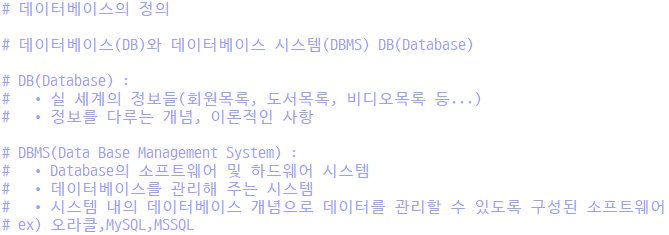 # 데이터베이스의 정의
# 데이터베이스(DB)와 데이터베이스 시스템(DBMS) DB(Database)
# DB(Database) :
#   • 실 세계의 정보들(회원목록, 도서목록, 비디오목록 등...)
#   • 정보를 다루는 개념, 이론적인 사항
# DBMS(Data Base Management System) :
#   • Database의 소프트웨어 및 하드웨어 시스템
#   • 데이터베이스를 관리해 주는 시스템
#   • 시스템 내의 데이터베이스 개념으로 데이터를 관리할 수 있도록 구성된 소프트웨어
# ex) 오라클,MySQL,MSSQL